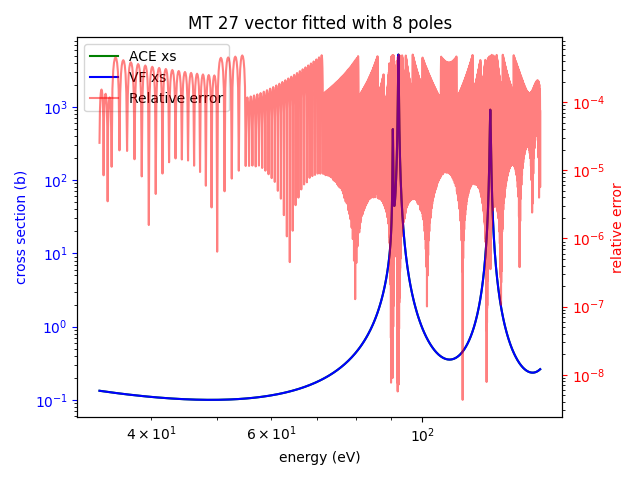 MT 27 vector fitted with 8 poles
ACE xs
VF xs
Relative error
cross section (b)
10³
10²
10¹
10⁰
10⁻¹
10⁻⁴
10⁻⁵
10⁻⁶
10⁻⁷
10⁻⁸
relative error
4 × 10¹
6 × 10¹
10²
energy (eV)